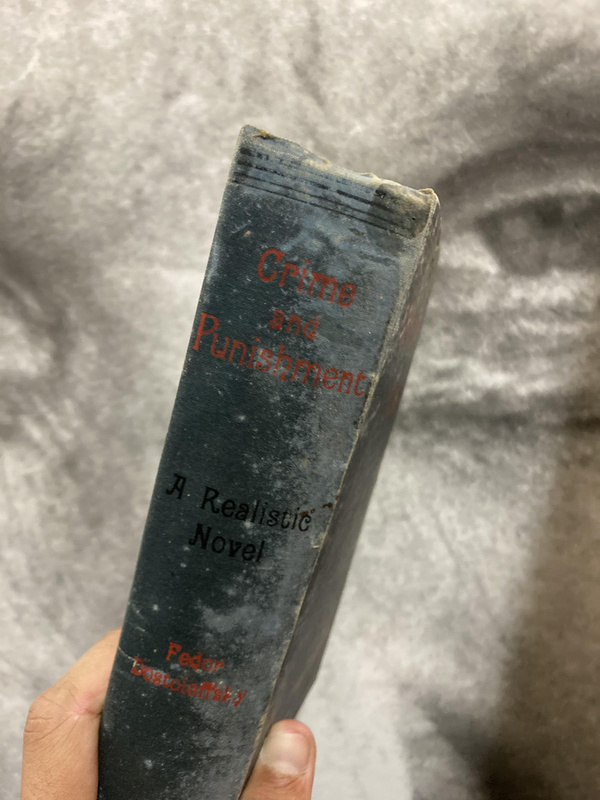 Crime
and
Punishment
A Realistic
Novel
Fedor
Dostoieffsky